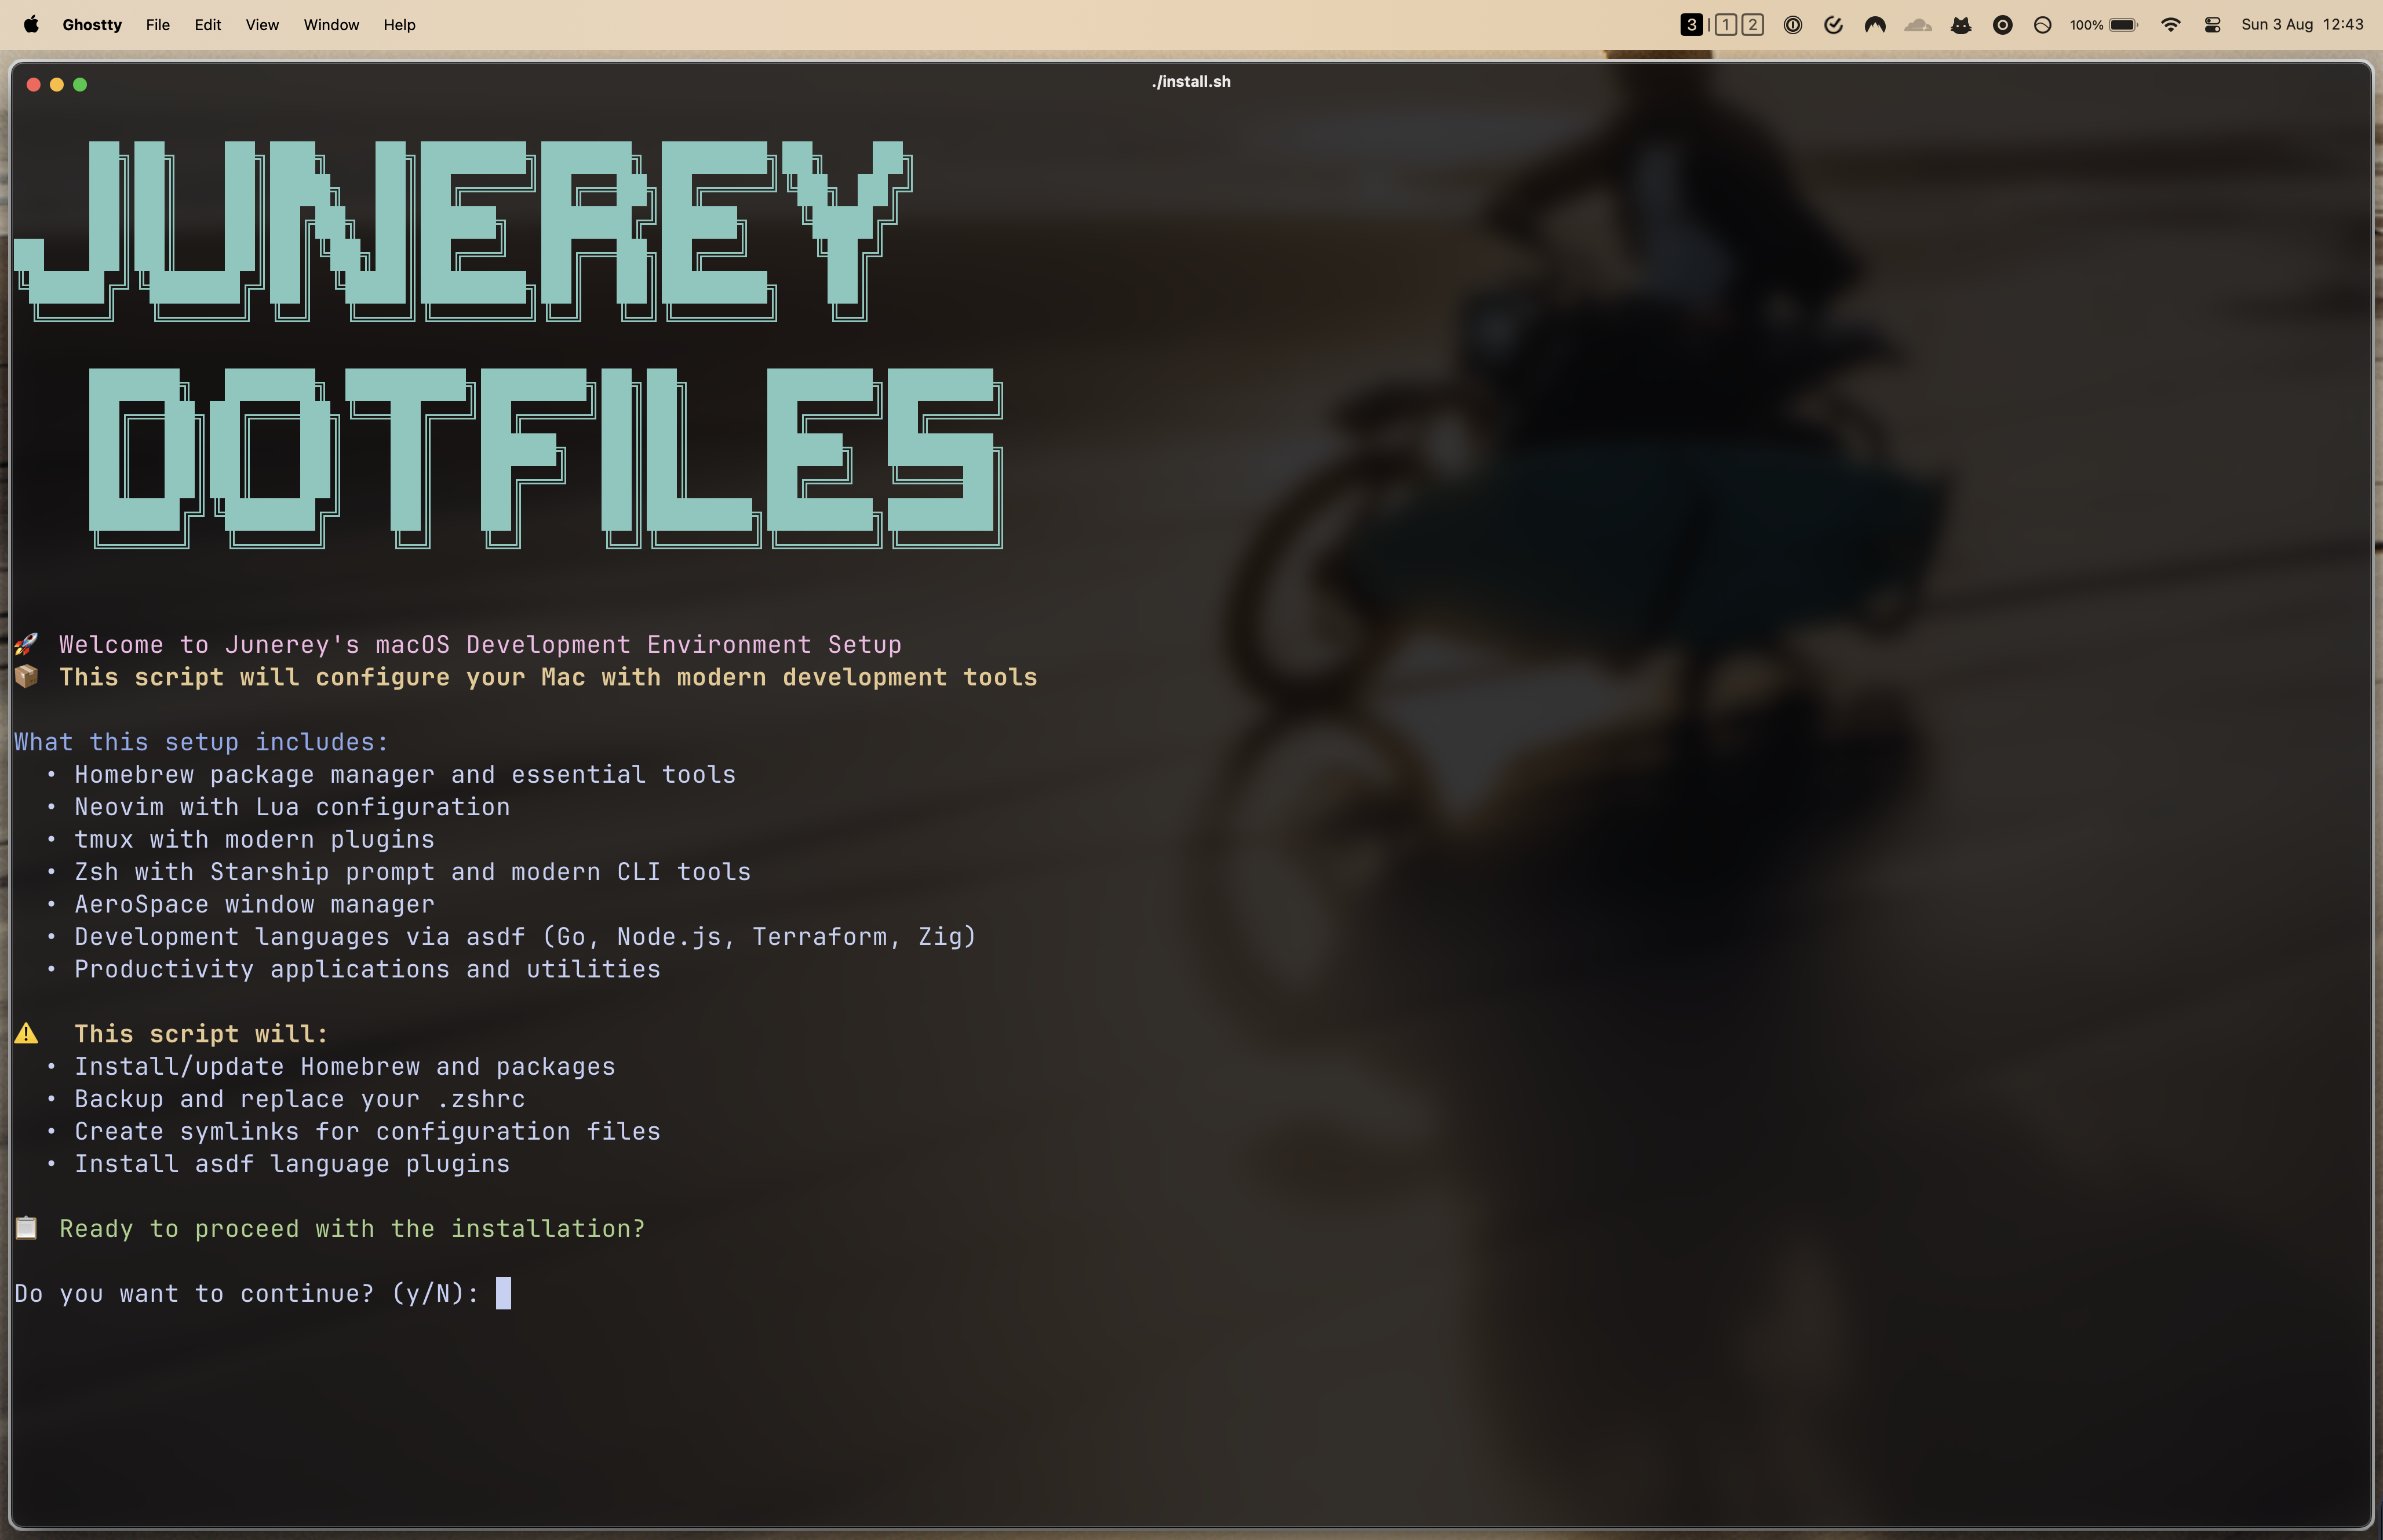 Ghostty File Edit View Window Help 3 1 2 100% Sun 3 Aug 12:43
./install.sh
JUNEREY
DOTFILES
🚀 Welcome to Junerey's macOS Development Environment Setup
📦 This script will configure your Mac with modern development tools
What this setup includes:
• Homebrew package manager and essential tools
• Neovim with Lua configuration
• tmux with modern plugins
• Zsh with Starship prompt and modern CLI tools
• AeroSpace window manager
• Development languages via asdf (Go, Node.js, Terraform, Zig)
• Productivity applications and utilities
⚠️ This script will:
• Install/update Homebrew and packages
• Backup and replace your .zshrc
• Create symlinks for configuration files
• Install asdf language plugins
📋 Ready to proceed with the installation?
Do you want to continue? (y/N):